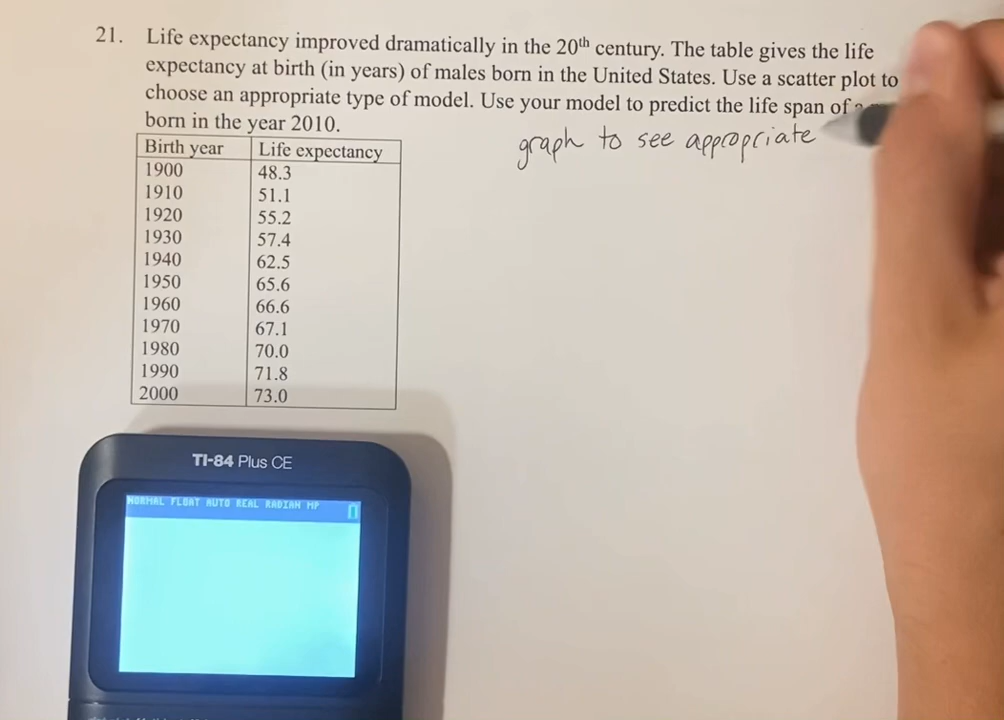 21. Life expectancy improved dramatically in the 20th century. The table gives the life
expectancy at birth (in years) of males born in the United States. Use a scatter plot to
choose an appropriate type of model. Use your model to predict the life span of
born in the year 2010.
graph to see appropriate
Birth year Life expectancy
1900 48.3
1910 51.1
1920 55.2
1930 57.4
1940 62.5
1950 65.6
1960 66.6
1970 67.1
1980 70.0
1990 71.8
2000 73.0
TI-84 Plus CE
NORMAL FLOAT AUTO REAL RADIAN MP